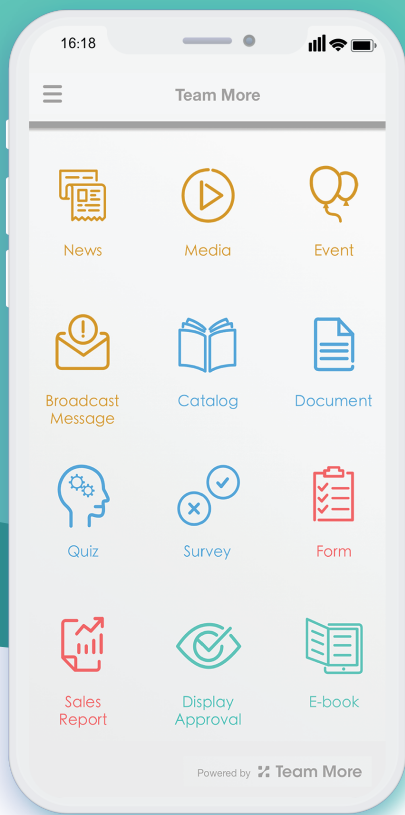 16:18
Team More
News
Media
Event
Broadcast
Message
Catalog
Document
Quiz
Survey
Form
Sales
Report
Display
Approval
E-book
Powered by Team More